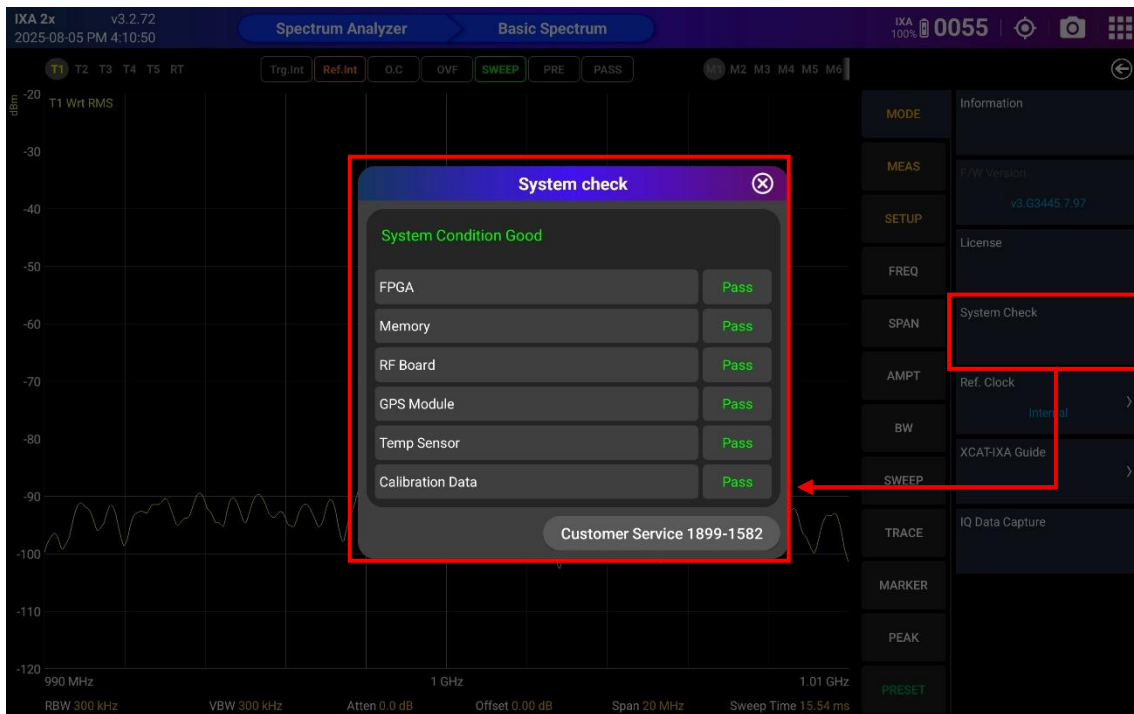 IXA 2x v3.2.72
2025-08-05 PM 4:10:50
Spectrum Analyzer
Basic Spectrum
IXA
100%
0055
T1 T2 T3 T4 T5 RT
Trg.Int Ref.Int O.C OVF SWEEP PRE PASS
M1 M2 M3 M4 M5 M6
dBm
-20
T1 Wrt RMS
-30
-40
-50
-60
-70
-80
-90
-100
-110
-120
System check
System Condition Good
FPGA Pass
Memory Pass
RF Board Pass
GPS Module Pass
Temp Sensor Pass
Calibration Data Pass
Customer Service 1899-1582
990 MHz 1 GHz 1.01 GHz
RBW 300 kHz VBW 300 kHz Atten 0.0 dB Offset 0.00 dB Span 20 MHz Sweep Time 15.54 ms
MODE
MEAS
SETUP
FREQ
SPAN
AMPT
BW
SWEEP
TRACE
MARKER
PEAK
PRESET
Information
F/W Version
v3.G3445.7.97
License
System Check
Ref. Clock
Internal
XCAT-IXA Guide
IQ Data Capture